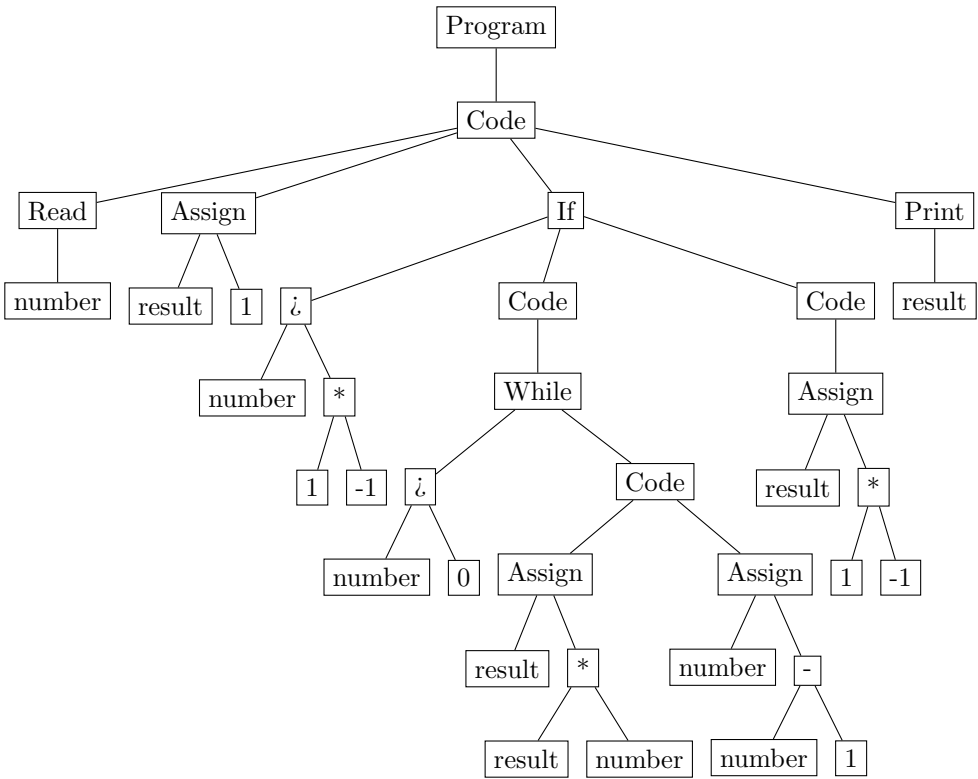 Program
Code
Read Assign If Print
number result 1 ¿ Code Code result
number * While Assign
1 -1 ¿ Code result *
number 0 Assign Assign 1 -1
result * number -
result number number 1